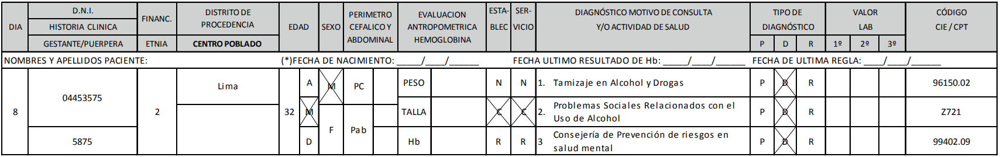 DIA
D.N.I.
HISTORIA CLINICA
GESTANTE/PUERPERA
FINANC.
ETNIA
DISTRITO DE
PROCEDENCIA
CENTRO POBLADO
EDAD
SEXO
PERIMETRO
CEFALICO Y
ABDOMINAL
EVALUACION
ANTROPOMETRICA
HEMOGLOBINA
ESTA-
BLEC
SER-
VICIO
DIAGNÓSTICO MOTIVO DE CONSULTA
Y/O ACTIVIDAD DE SALUD
TIPO DE
DIAGNÓSTICO
P D R
VALOR
LAB
1º 2º 3º
CÓDIGO
CIE / CPT
NOMBRES Y APELLIDOS PACIENTE: (*)FECHA DE NACIMIENTO: _____/____/______ FECHA ULTIMO RESULTADO DE Hb: _____/____/______ FECHA DE ULTIMA REGLA: ____/____/______
8
04453575
5875
2
Lima
32
A
M
D
M
F
PC
Pab
PESO
TALLA
Hb
N N 1. Tamizaje en Alcohol y Drogas P D R 96150.02
C C 2. Problemas Sociales Relacionados con el
Uso de Alcohol P D R Z721
R R 3 Consejería de Prevención de riesgos en
salud mental P D R 99402.09